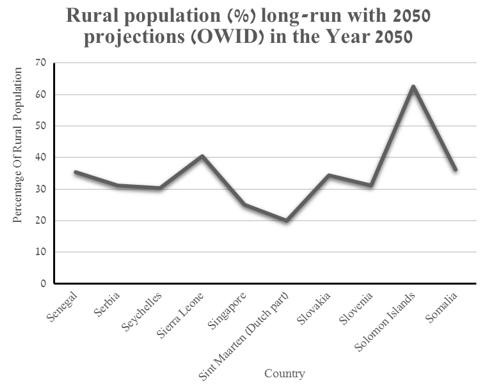 Rural population (%) long-run with 2050
projections (OWID) in the Year 2050
Percentage Of Rural Population
70
60
50
40
30
20
10
0
Senegal
Serbia
Seychelles
Sierra Leone
Singapore
Sint Maarten (Dutch part)
Slovakia
Slovenia
Solomon Islands
Somalia
Country